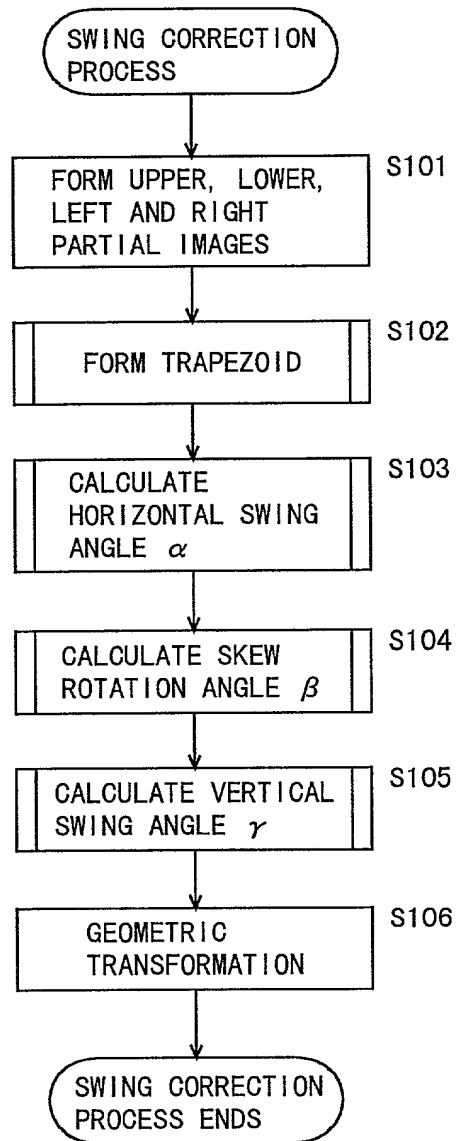 SWING CORRECTION
PROCESS
S101
FORM UPPER, LOWER,
LEFT AND RIGHT
PARTIAL IMAGES
S102
FORM TRAPEZOID
S103
CALCULATE
HORIZONTAL SWING
ANGLE α
S104
CALCULATE SKEW
ROTATION ANGLE β
S105
CALCULATE VERTICAL
SWING ANGLE γ
S106
GEOMETRIC
TRANSFORMATION
SWING CORRECTION
PROCESS ENDS